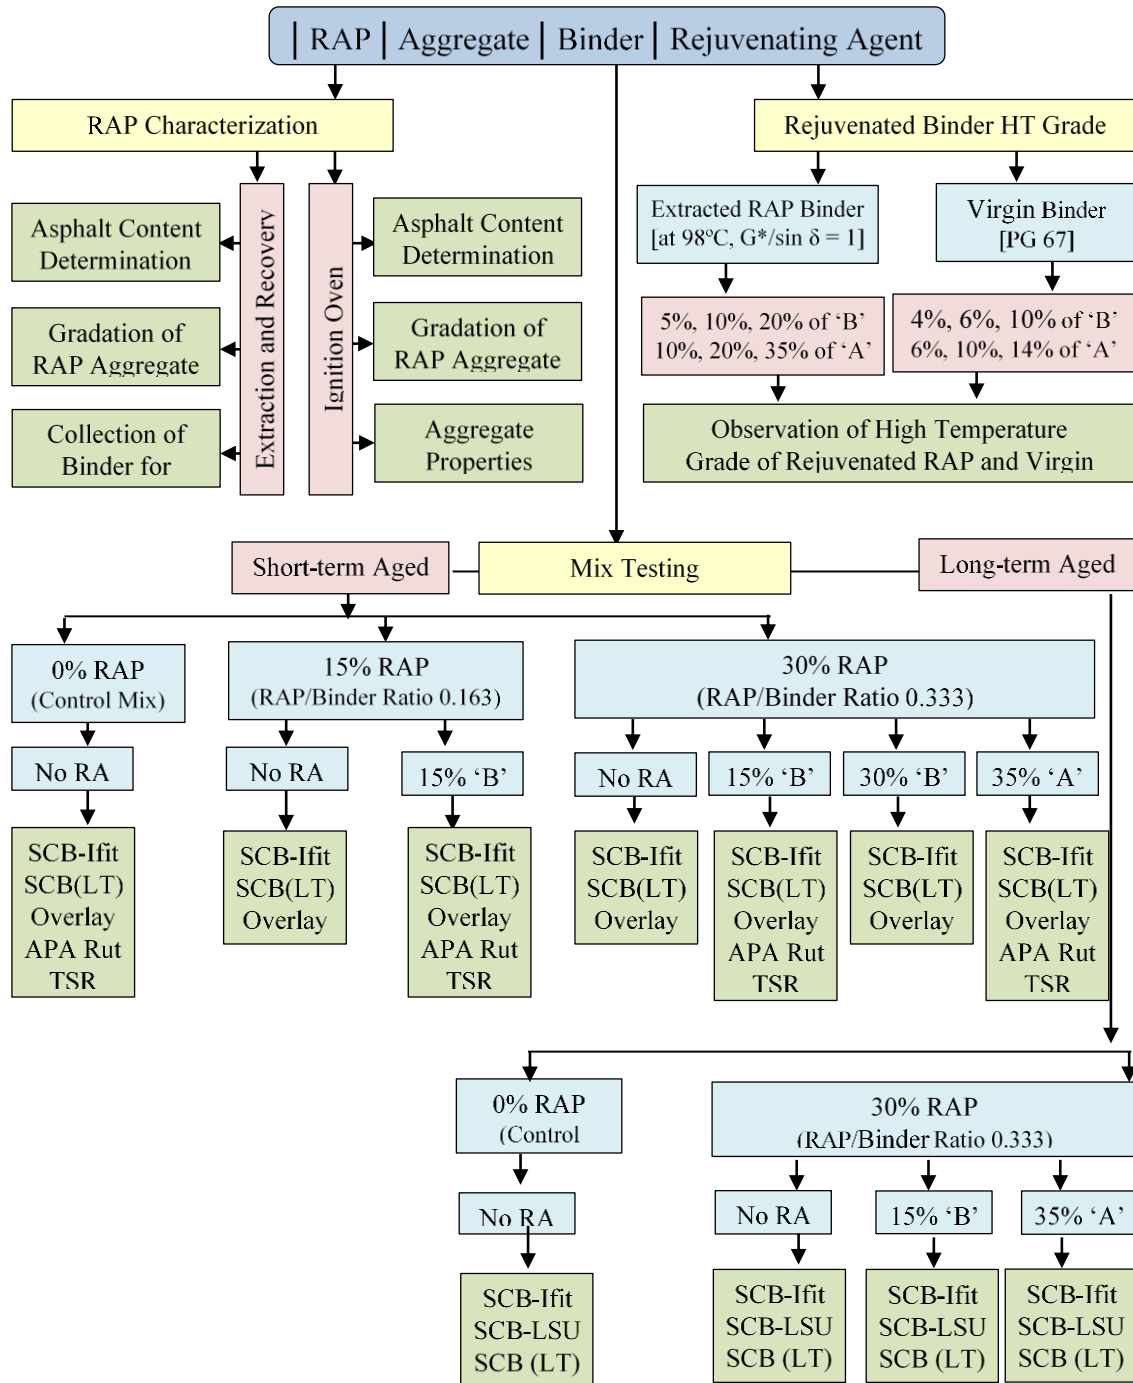 | RAP | Aggregate | Binder | Rejuvenating Agent
RAP Characterization
Rejuvenated Binder HT Grade
Extraction and Recovery
Ignition Oven
Asphalt Content
Determination
Gradation of
RAP Aggregate
Collection of
Binder for
Asphalt Content
Determination
Gradation of
RAP Aggregate
Aggregate
Properties
Extracted RAP Binder
[at 98°C, G*/sin δ = 1]
Virgin Binder
[PG 67]
5%, 10%, 20% of ‘B’
10%, 20%, 35% of ‘A’
4%, 6%, 10% of ‘B’
6%, 10%, 14% of ‘A’
Observation of High Temperature
Grade of Rejuvenated RAP and Virgin
Short-term Aged
Mix Testing
Long-term Aged
0% RAP
(Control Mix)
15% RAP
(RAP/Binder Ratio 0.163)
30% RAP
(RAP/Binder Ratio 0.333)
No RA
No RA
15% ‘B’
No RA
15% ‘B’
30% ‘B’
35% ‘A’
SCB-Ifit
SCB(LT)
Overlay
APA Rut
TSR
SCB-Ifit
SCB(LT)
Overlay
SCB-Ifit
SCB(LT)
Overlay
APA Rut
TSR
SCB-Ifit
SCB(LT)
Overlay
SCB-Ifit
SCB(LT)
Overlay
APA Rut
TSR
SCB-Ifit
SCB(LT)
Overlay
SCB-Ifit
SCB(LT)
Overlay
APA Rut
TSR
0% RAP
(Control
30% RAP
(RAP/Binder Ratio 0.333)
No RA
No RA
15% ‘B’
35% ‘A’
SCB-Ifit
SCB-LSU
SCB (LT)
SCB-Ifit
SCB-LSU
SCB (LT)
SCB-Ifit
SCB-LSU
SCB (LT)
SCB-Ifit
SCB-LSU
SCB (LT)